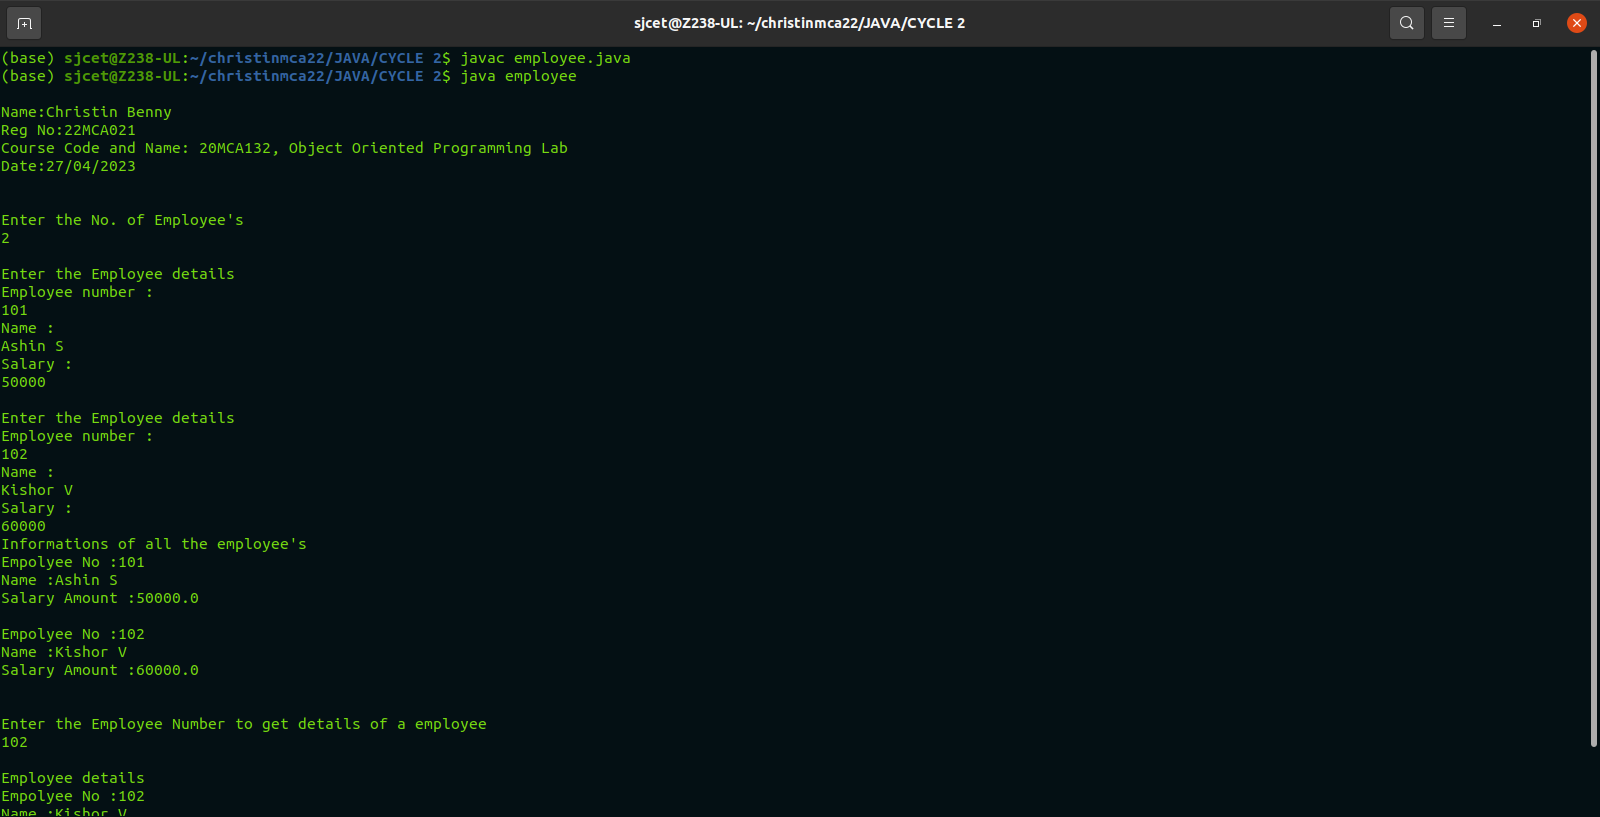 sjcet@Z238-UL: ~/christinmca22/JAVA/CYCLE 2
(base) sjcet@Z238-UL:~/christinmca22/JAVA/CYCLE 2$ javac employee.java
(base) sjcet@Z238-UL:~/christinmca22/JAVA/CYCLE 2$ java employee
Name:Christin Benny
Reg No:22MCA021
Course Code and Name: 20MCA132, Object Oriented Programming Lab
Date:27/04/2023
Enter the No. of Employee's
2
Enter the Employee details
Employee number :
101
Name :
Ashin S
Salary :
50000
Enter the Employee details
Employee number :
102
Name :
Kishor V
Salary :
60000
Informations of all the employee's
Empolyee No :101
Name :Ashin S
Salary Amount :50000.0
Empolyee No :102
Name :Kishor V
Salary Amount :60000.0
Enter the Employee Number to get details of a employee
102
Employee details
Empolyee No :102
Name :Kishor V